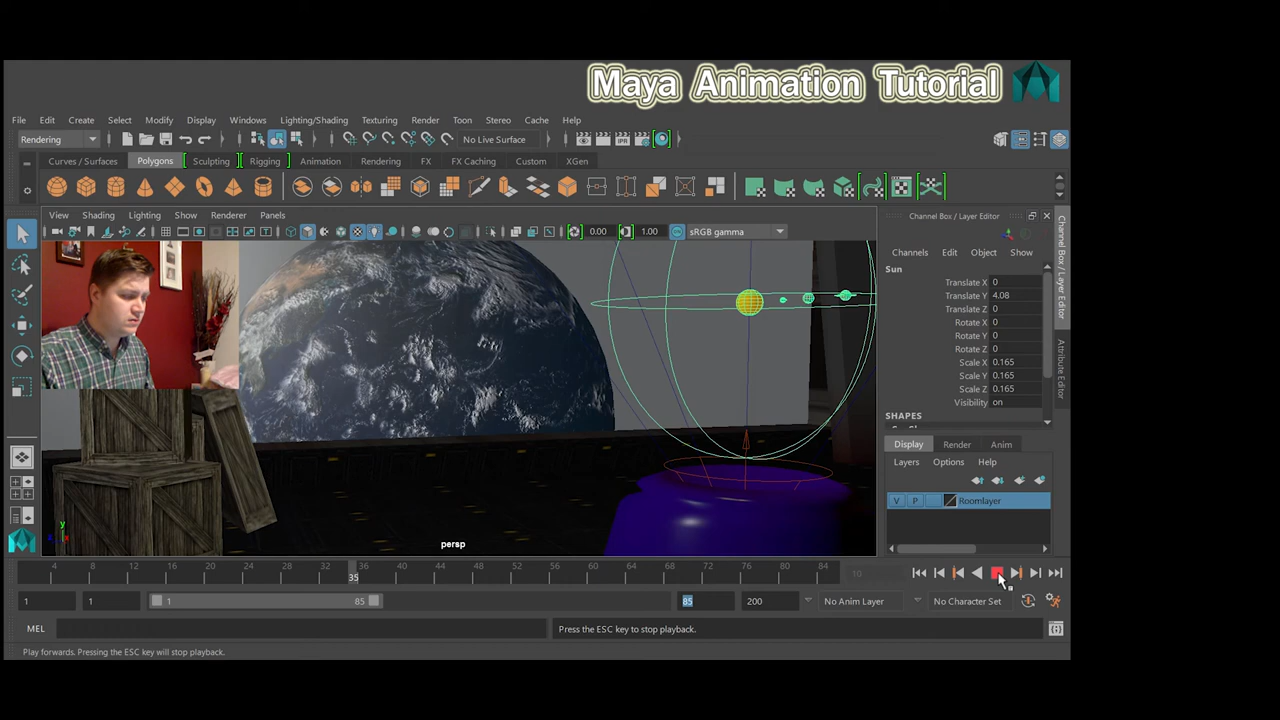 Maya Animation Tutorial
File Edit Create Select Modify Display Windows Lighting/Shading Texturing Render Toon Stereo Cache Help
Rendering No Live Surface
Curves / Surfaces Polygons Sculpting Rigging Animation Rendering FX FX Caching Custom XGen
View Shading Lighting Show Renderer Panels
0.00 1.00 sRGB gamma
Channel Box / Layer Editor
Channels Edit Object Show
Sun
Translate X 0
Translate Y 4.08
Translate Z 0
Rotate X 0
Rotate Y 0
Rotate Z 0
Scale X 0.165
Scale Y 0.165
Scale Z 0.165
Visibility on
SHAPES
Display Render Anim
Layers Options Help
V P Roomlayer
Channel Box / Layer Editor
Attribute Editor
y
persp
4 8 12 16 20 24 28 32 36 40 44 48 52 56 60 64 68 72 76 80 84
35
10
1 1 1 85 85 200 No Anim Layer No Character Set
MEL Press the ESC key to stop playback.
Play forwards. Pressing the ESC key will stop playback.